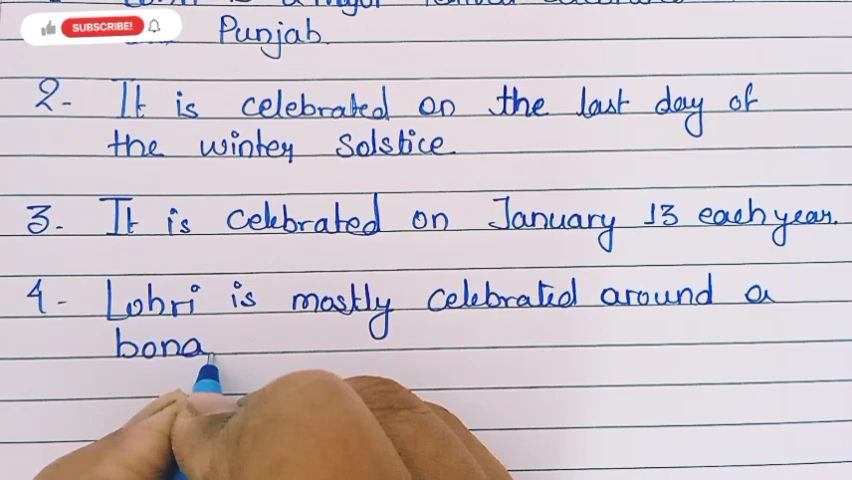 SUBSCRIBE!
Punjab.
2- It is celebrated on the last day of
the winter solstice.
3. It is celebrated on January 13 each year.
4- Lohri is mostly celebrated around a
bona